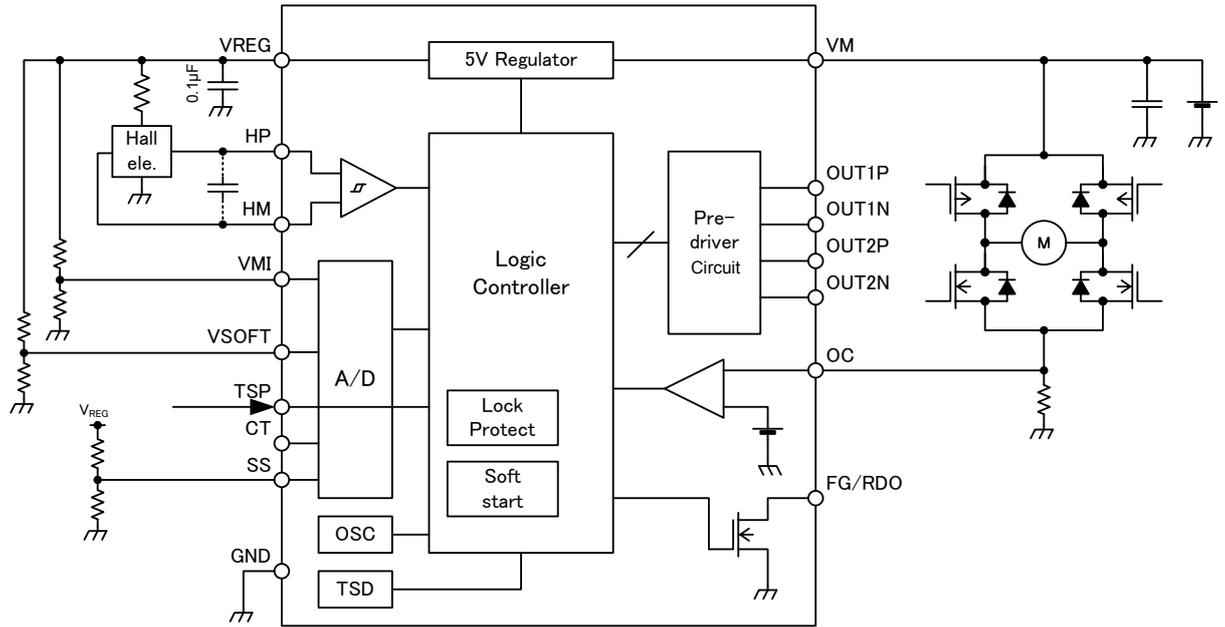 VREG
5V Regulator
VM
0.1μF
Hall
ele.
HP
HM
VMI
VSOFT
TSP
VREG
CT
SS
GND
A/D
OSC
TSD
Logic
Controller
Lock
Protect
Soft
start
Pre-
driver
Circuit
OUT1P
OUT1N
OUT2P
OUT2N
M
OC
FG/RDO